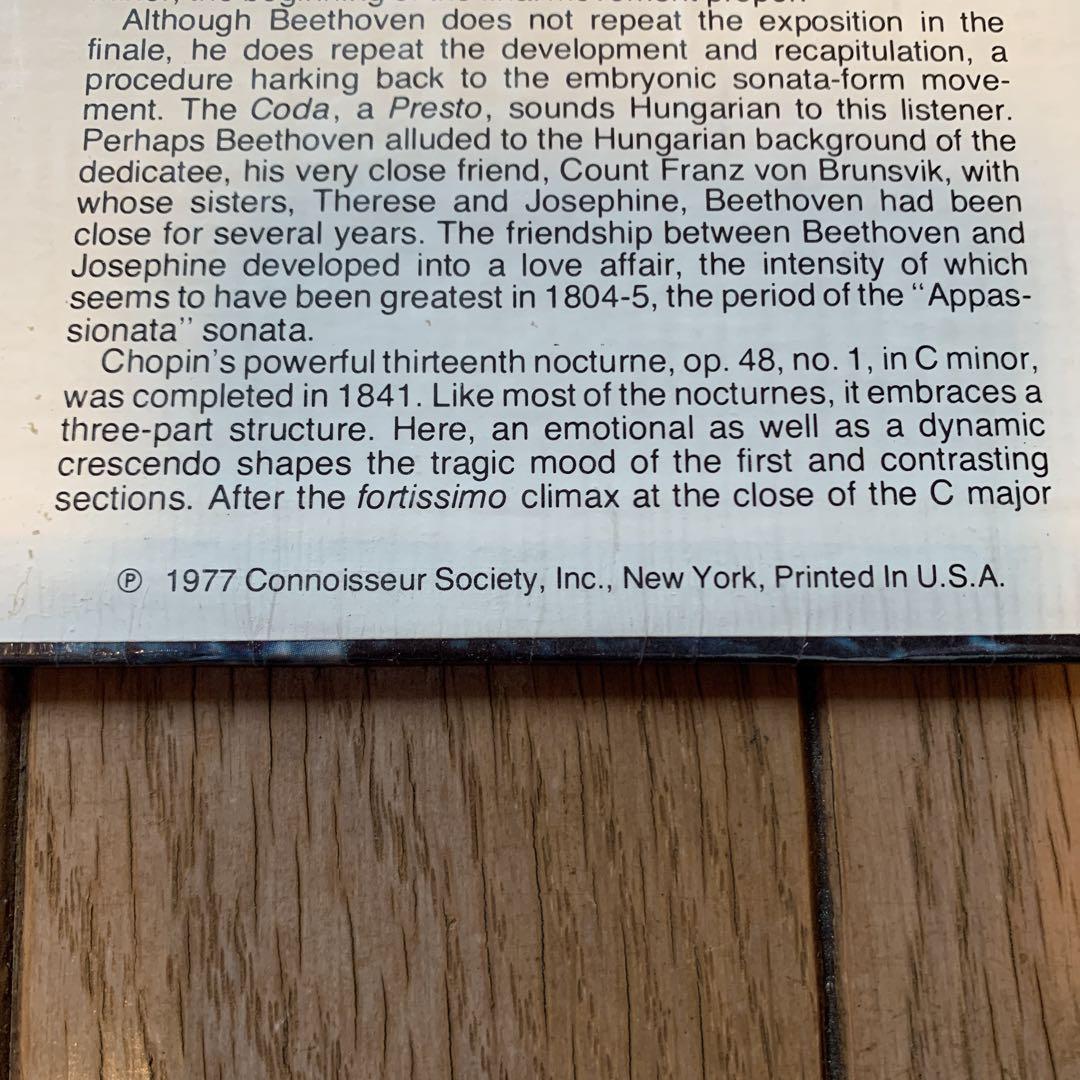 Although Beethoven does not repeat the exposition in the
finale, he does repeat the development and recapitulation, a
procedure harking back to the embryonic sonata-form move-
ment. The Coda, a Presto, sounds Hungarian to this listener.
Perhaps Beethoven alluded to the Hungarian background of the
dedicatee, his very close friend, Count Franz von Brunsvik, with
whose sisters, Therese and Josephine, Beethoven had been
close for several years. The friendship between Beethoven and
Josephine developed into a love affair, the intensity of which
seems to have been greatest in 1804-5, the period of the "Appas-
sionata" sonata.
Chopin's powerful thirteenth nocturne, op. 48, no. 1, in C minor,
was completed in 1841. Like most of the nocturnes, it embraces a
three-part structure. Here, an emotional as well as a dynamic
crescendo shapes the tragic mood of the first and contrasting
sections. After the fortissimo climax at the close of the C major
℗ 1977 Connoisseur Society, Inc., New York, Printed In U.S.A.